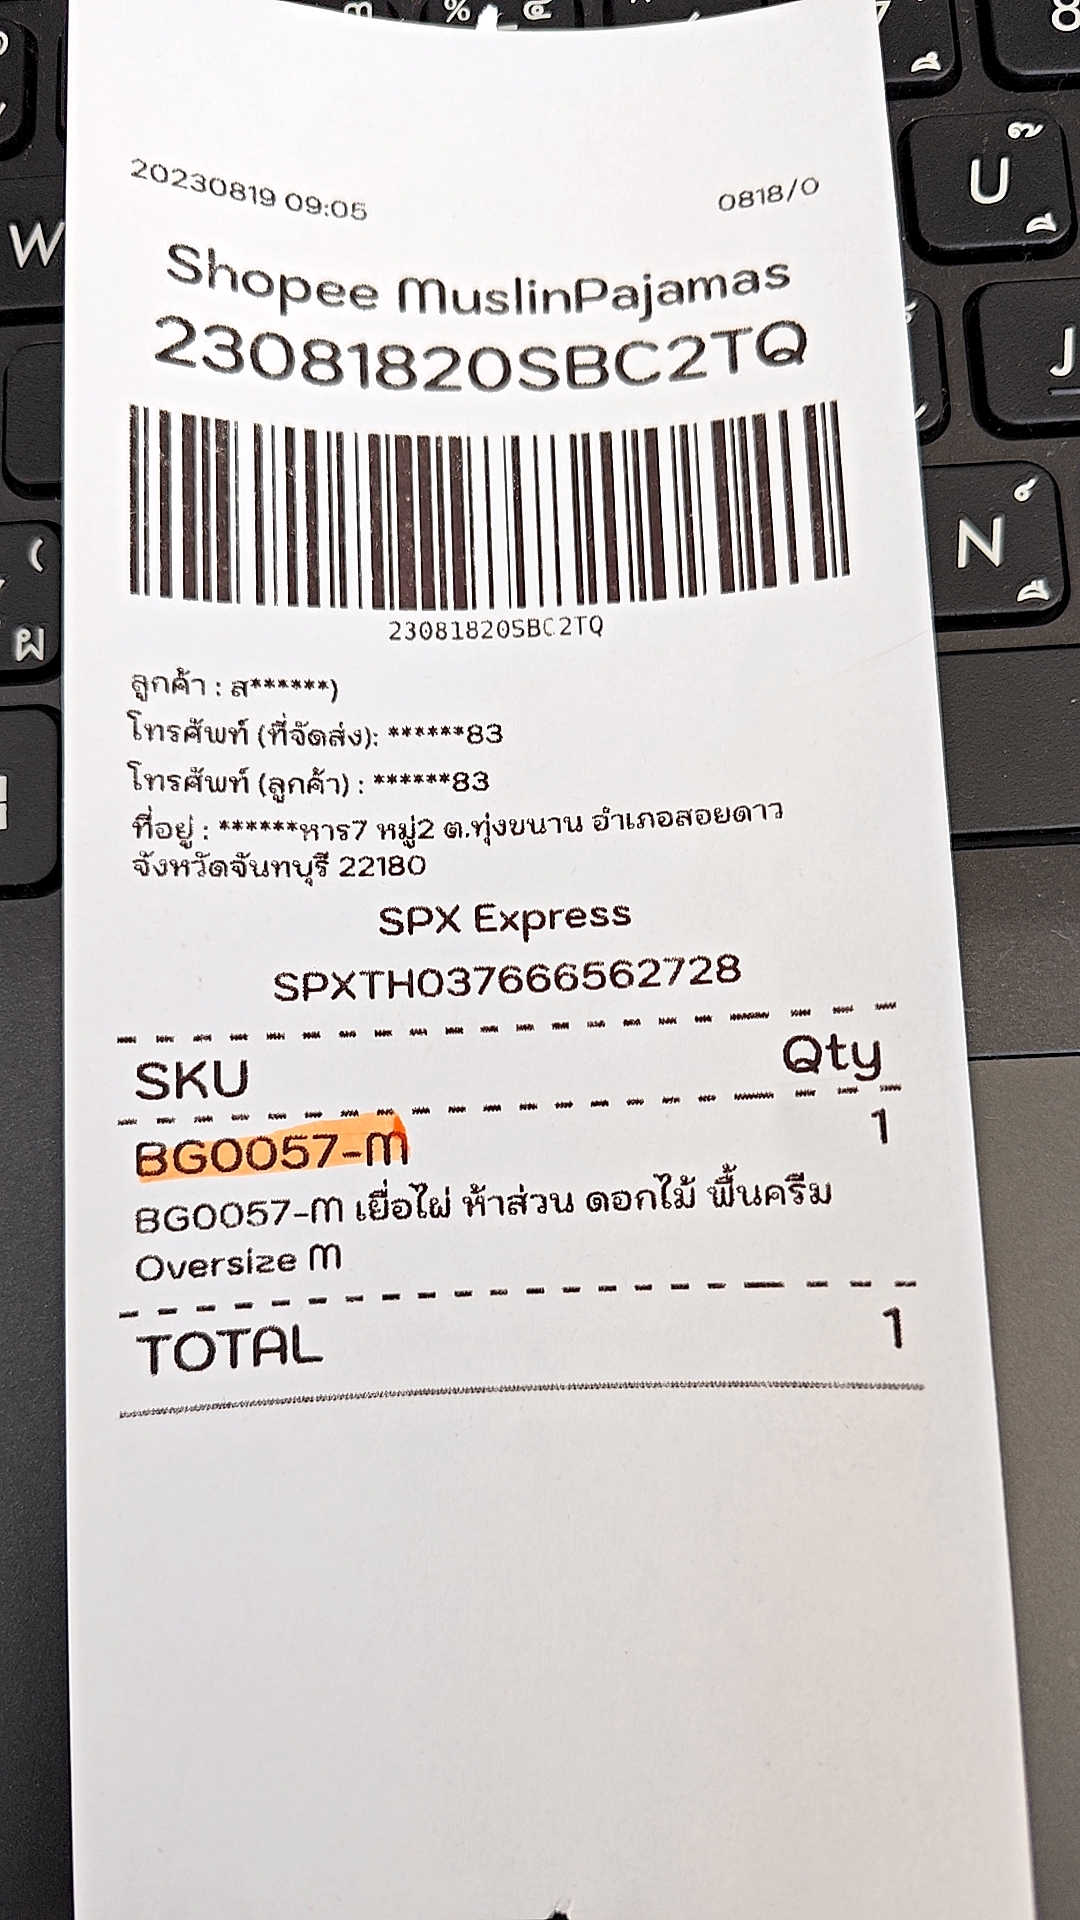 20230819 09:05 0818/0
Shopee MuslinPajamas
23081820SBC2TQ
23081820SBC2TQ
ลูกค้า : ส******)
โทรศัพท์ (ที่จัดส่ง): ******83
โทรศัพท์ (ลูกค้า) : ******83
ที่อยู่ : ******หาร7 หมู่2 ต.ทุ่งขนาน อำเภอสอยดาว
จังหวัดจันทบุรี 22180
SPX Express
SPXTH037666562728
SKU Qty
BG0057-M 1
BG0057-M เยื่อไผ่ ห้าส่วน ดอกไม้ พื้นครีม
Oversize M
TOTAL 1
W
U
J
N
ผ
%
8